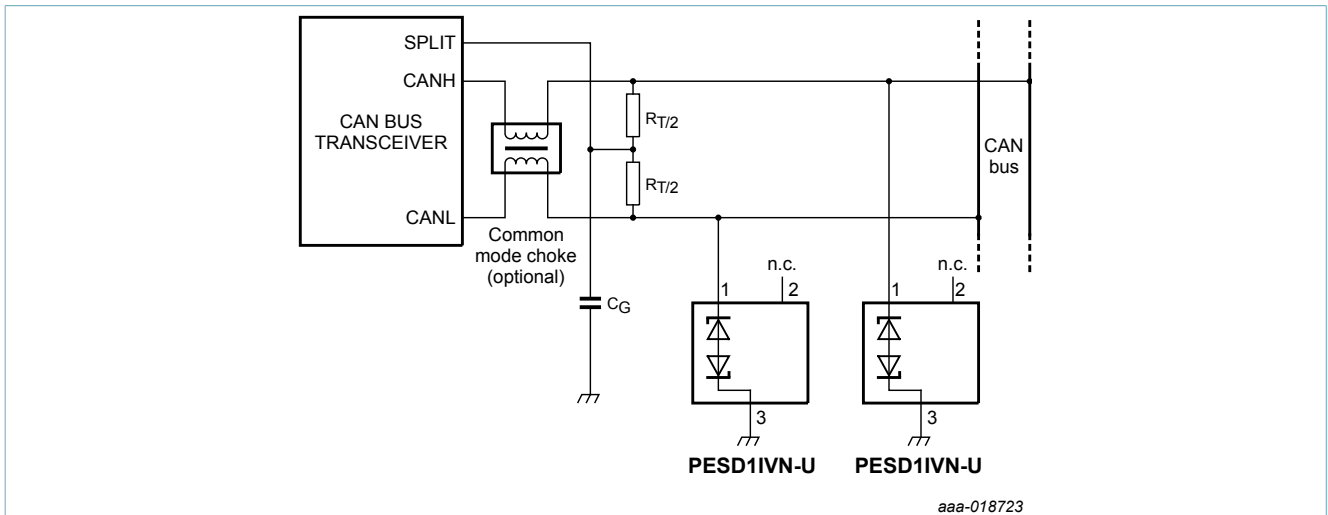 SPLIT
CANH
CAN BUS
TRANSCEIVER
CANL
Common
mode choke
(optional)
RT/2
RT/2
CG
CAN
bus
n.c.
1
2
3
PESD1IVN-U
n.c.
1
2
3
PESD1IVN-U
aaa-018723